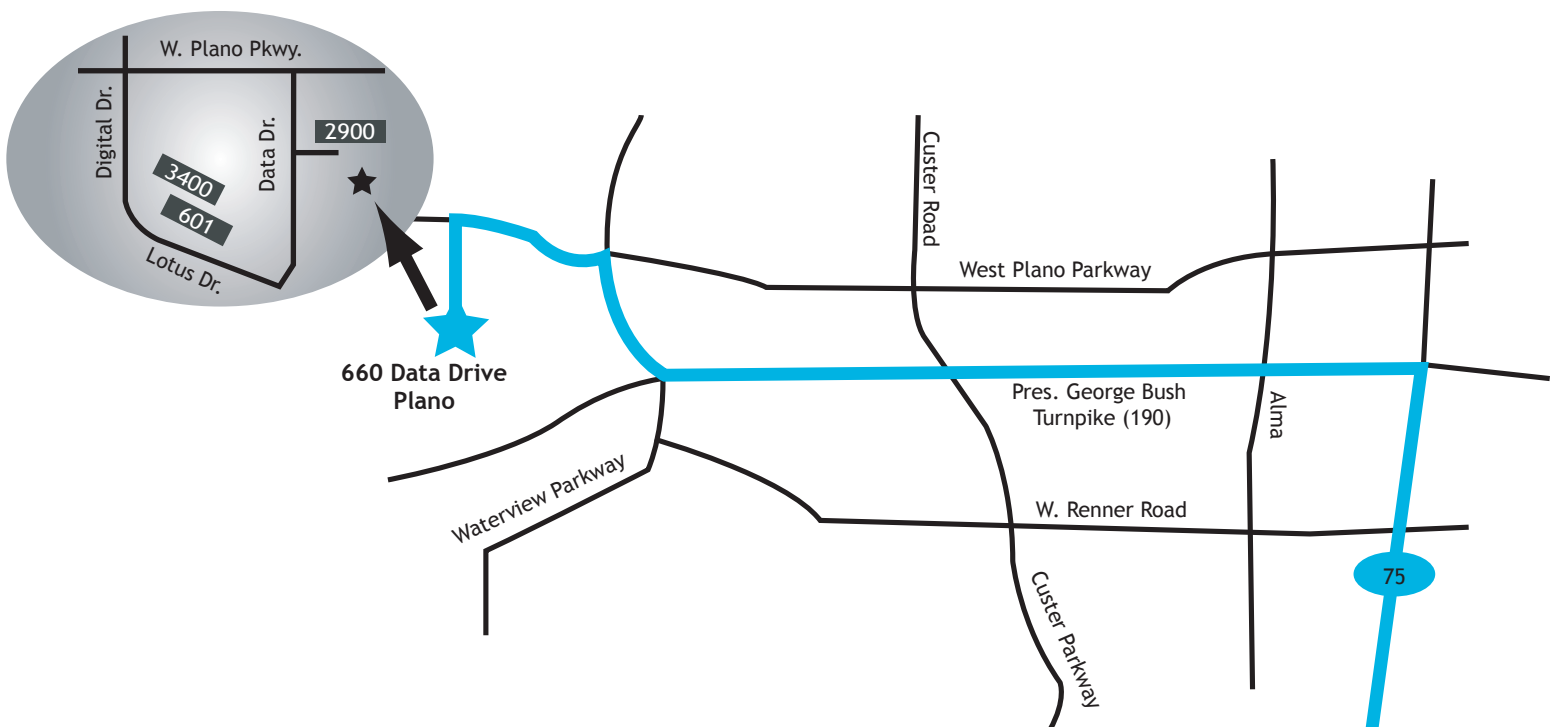 W. Plano Pkwy.
Digital Dr.
Data Dr.
2900
3400
601
Lotus Dr.
Custer Road
West Plano Parkway
660 Data Drive
Plano
Pres. George Bush
Turnpike (190)
Alma
Waterview Parkway
W. Renner Road
75
Custer Parkway